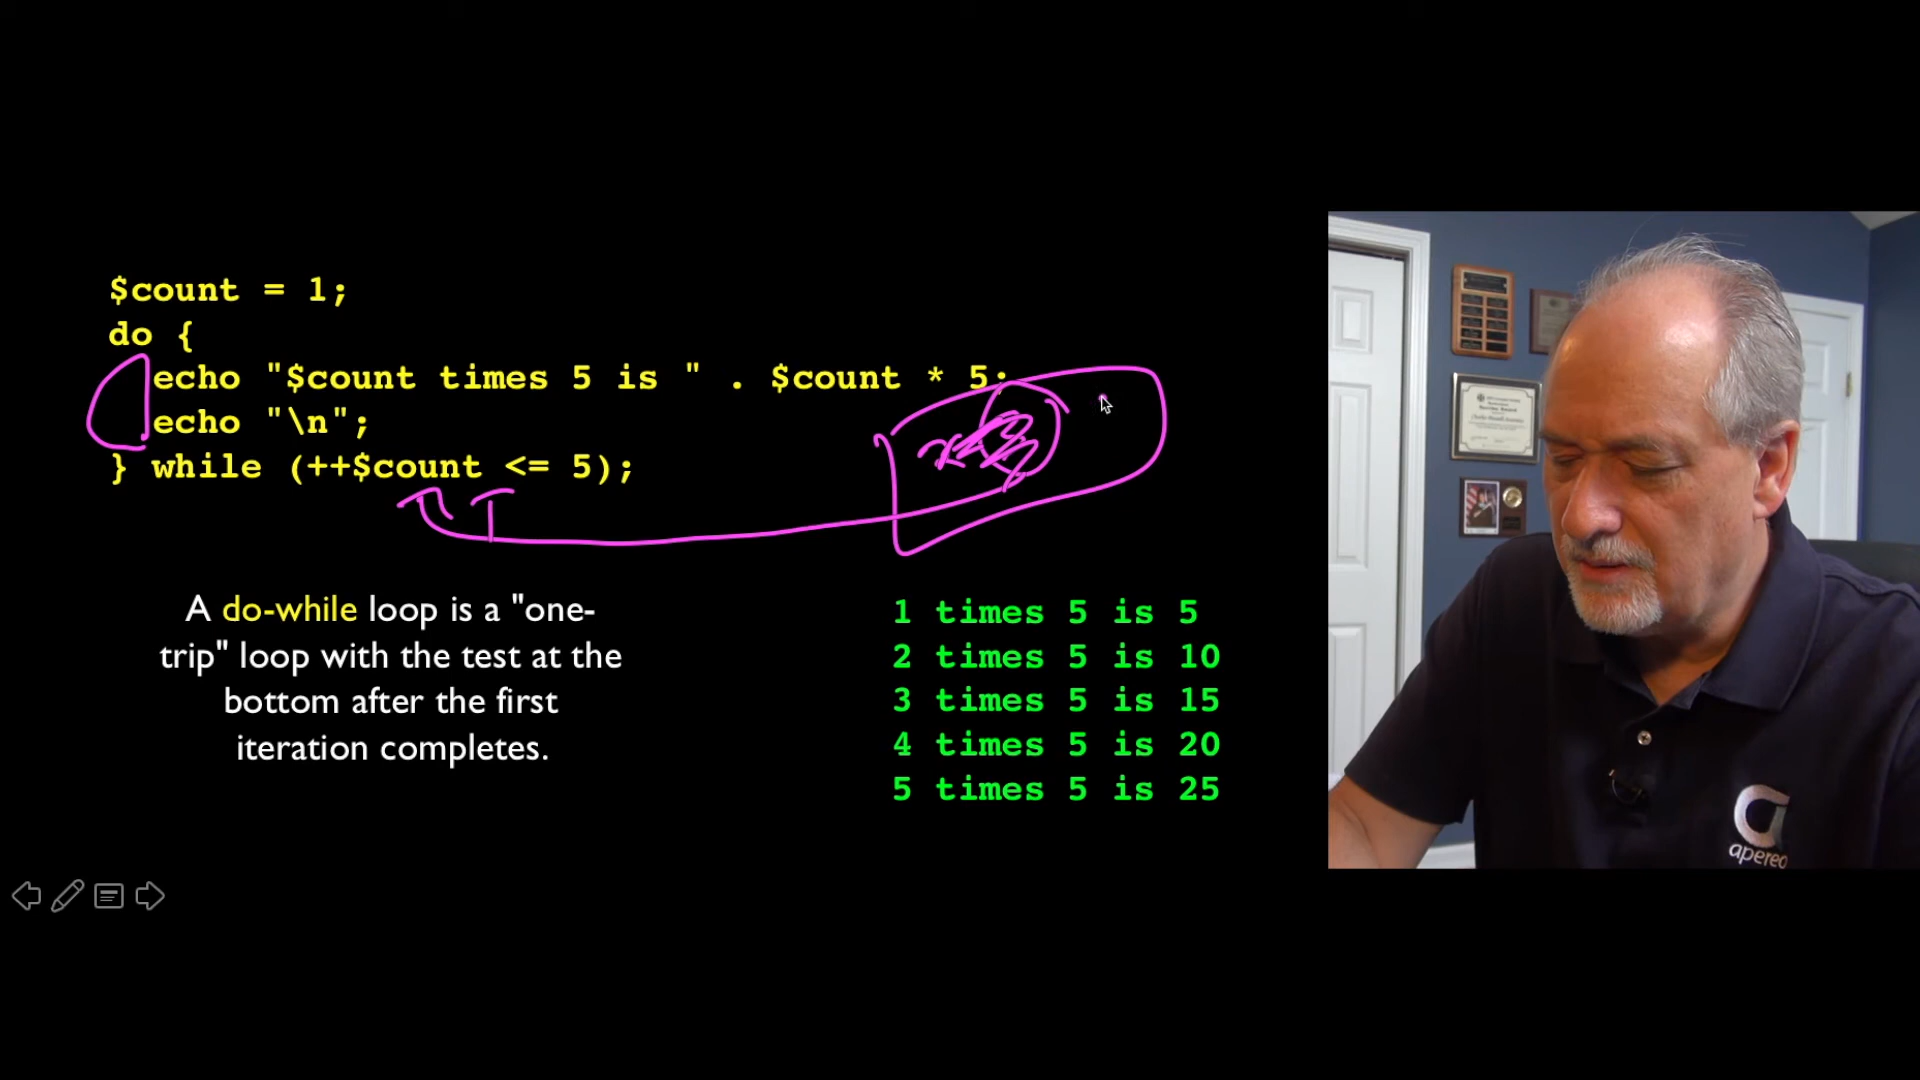 $count = 1;
do {
echo "$count times 5 is " . $count * 5;
echo "\n";
} while (++$count <= 5);
A do-while loop is a "one-
trip" loop with the test at the
bottom after the first
iteration completes.
1 times 5 is 5
2 times 5 is 10
3 times 5 is 15
4 times 5 is 20
5 times 5 is 25
apereo